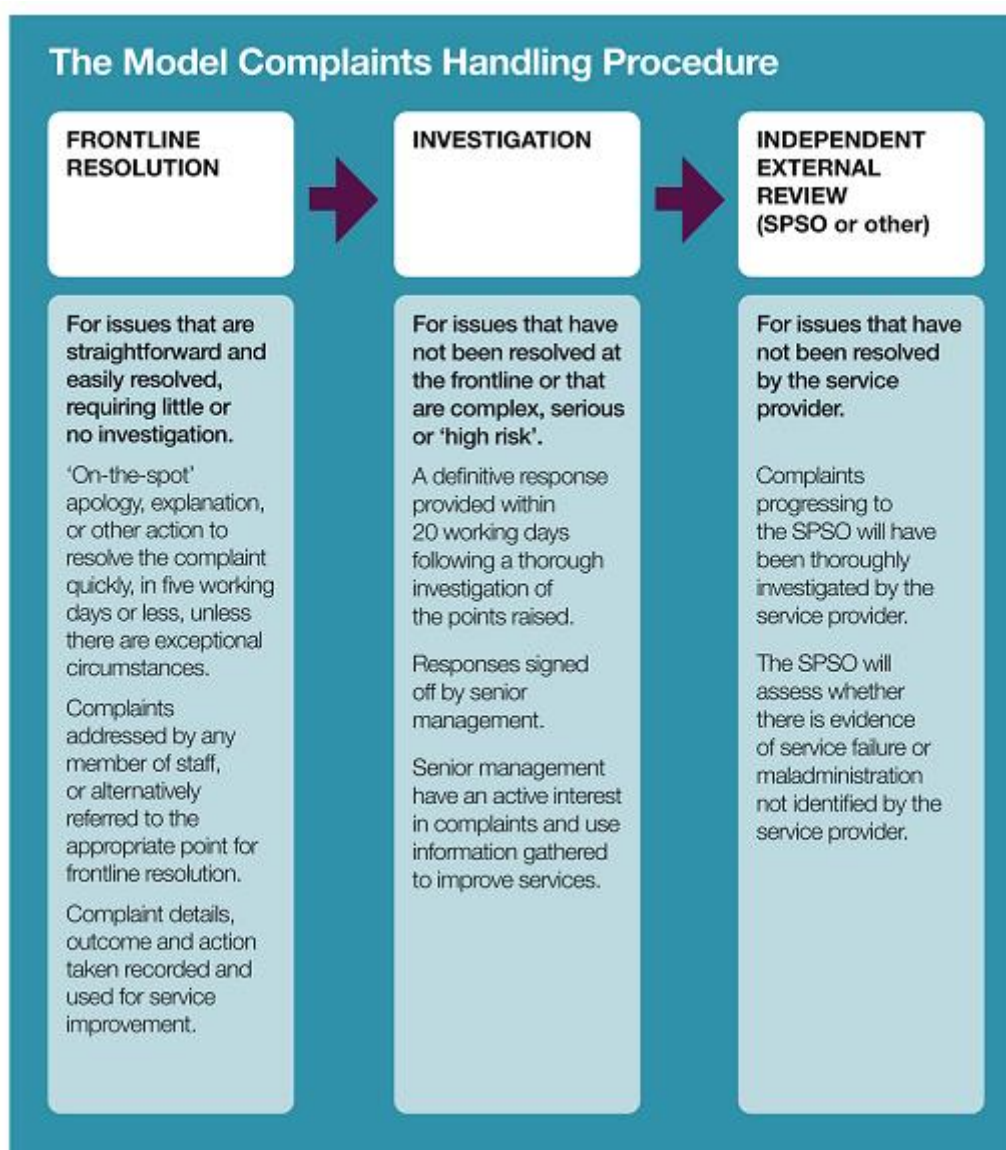 The Model Complaints Handling Procedure
FRONTLINE
RESOLUTION
For issues that are
straightforward and
easily resolved,
requiring little or
no investigation.
‘On-the-spot’
apology, explanation,
or other action to
resolve the complaint
quickly, in five working
days or less, unless
there are exceptional
circumstances.
Complaints
addressed by any
member of staff,
or alternatively
referred to the
appropriate point for
frontline resolution.
Complaint details,
outcome and action
taken recorded and
used for service
improvement.
INVESTIGATION
For issues that have
not been resolved at
the frontline or that
are complex, serious
or ‘high risk’.
A definitive response
provided within
20 working days
following a thorough
investigation of
the points raised.
Responses signed
off by senior
management.
Senior management
have an active interest
in complaints and use
information gathered
to improve services.
INDEPENDENT
EXTERNAL
REVIEW
(SPSO or other)
For issues that have
not been resolved
by the service
provider.
Complaints
progressing to
the SPSO will have
been thoroughly
investigated by the
service provider.
The SPSO will
assess whether
there is evidence
of service failure or
maladministration
not identified by the
service provider.